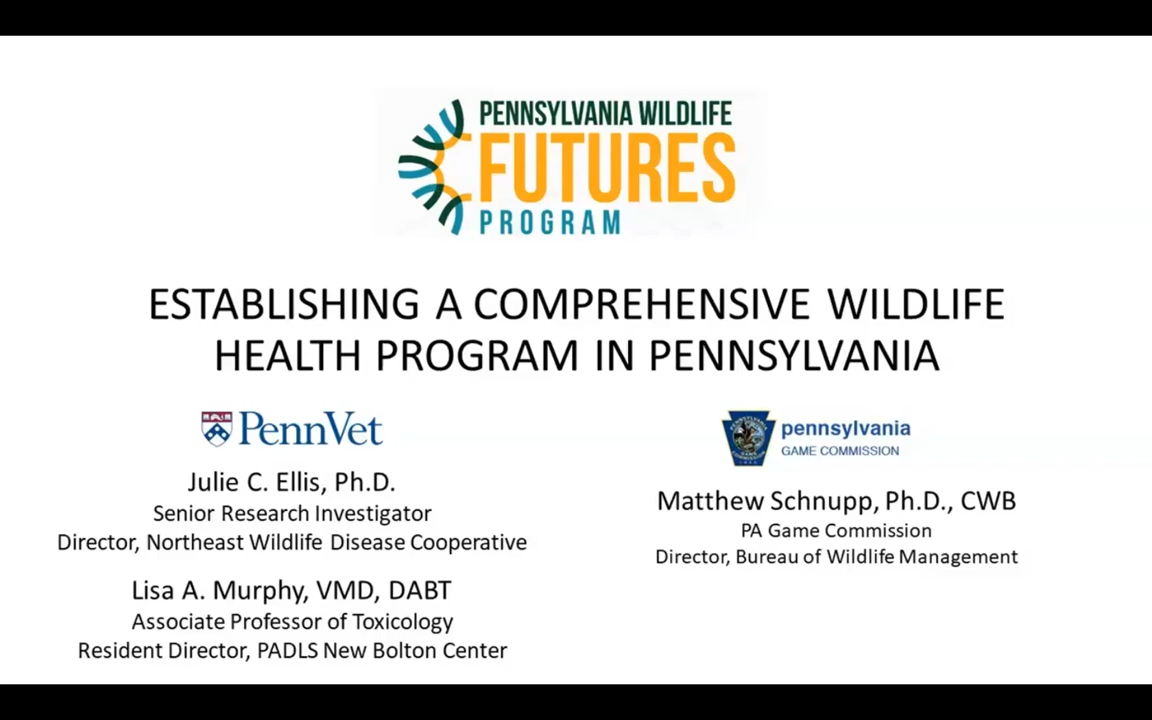 PENNSYLVANIA WILDLIFE
FUTURES
PROGRAM
ESTABLISHING A COMPREHENSIVE WILDLIFE
HEALTH PROGRAM IN PENNSYLVANIA
PennVet
Julie C. Ellis, Ph.D.
Senior Research Investigator
Director, Northeast Wildlife Disease Cooperative
Lisa A. Murphy, VMD, DABT
Associate Professor of Toxicology
Resident Director, PADLS New Bolton Center
pennsylvania
GAME COMMISSION
Matthew Schnupp, Ph.D., CWB
PA Game Commission
Director, Bureau of Wildlife Management